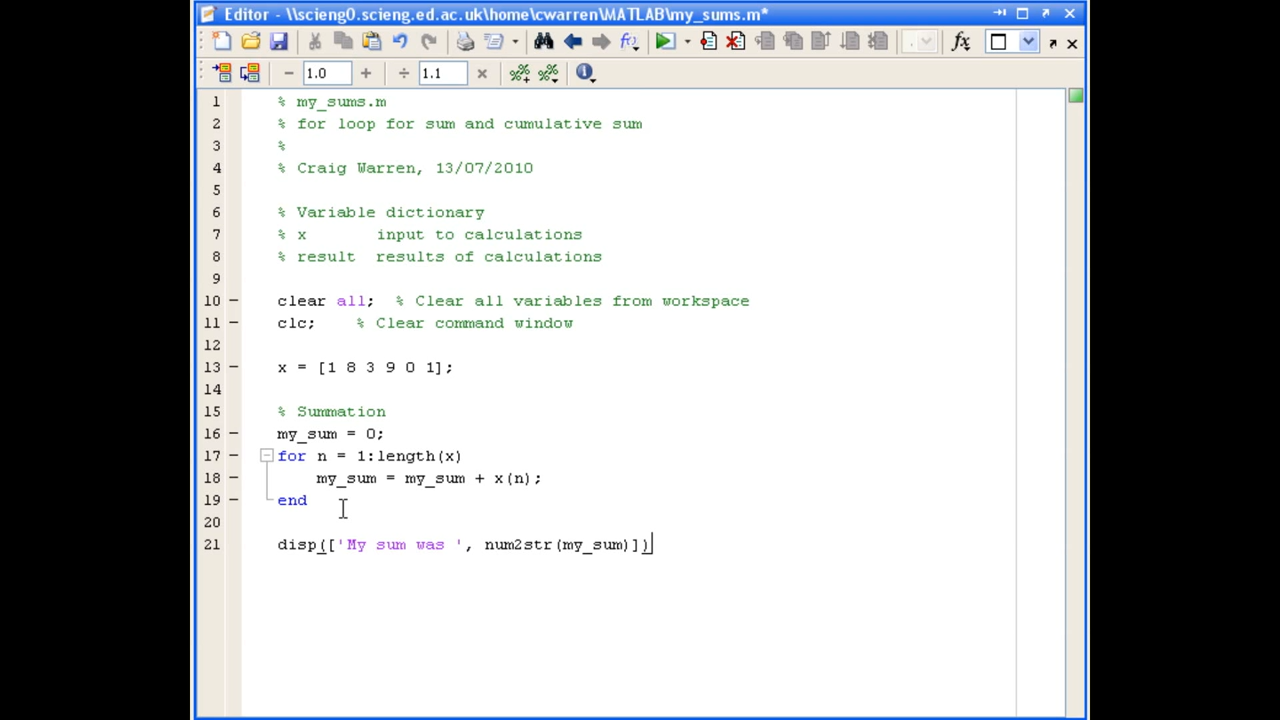 Editor - \\scieng0.scieng.ed.ac.uk\home\cwarren\MATLAB\my_sums.m*
1.0
1.1
1 % my_sums.m
2 % for loop for sum and cumulative sum
3 %
4 % Craig Warren, 13/07/2010
5
6 % Variable dictionary
7 % x input to calculations
8 % result results of calculations
9
10 clear all; % Clear all variables from workspace
11 clc; % Clear command window
12
13 x = [1 8 3 9 0 1];
14
15 % Summation
16 my_sum = 0;
17 for n = 1:length(x)
18 my_sum = my_sum + x(n);
19 end
20
21 disp(['My sum was ', num2str(my_sum)])